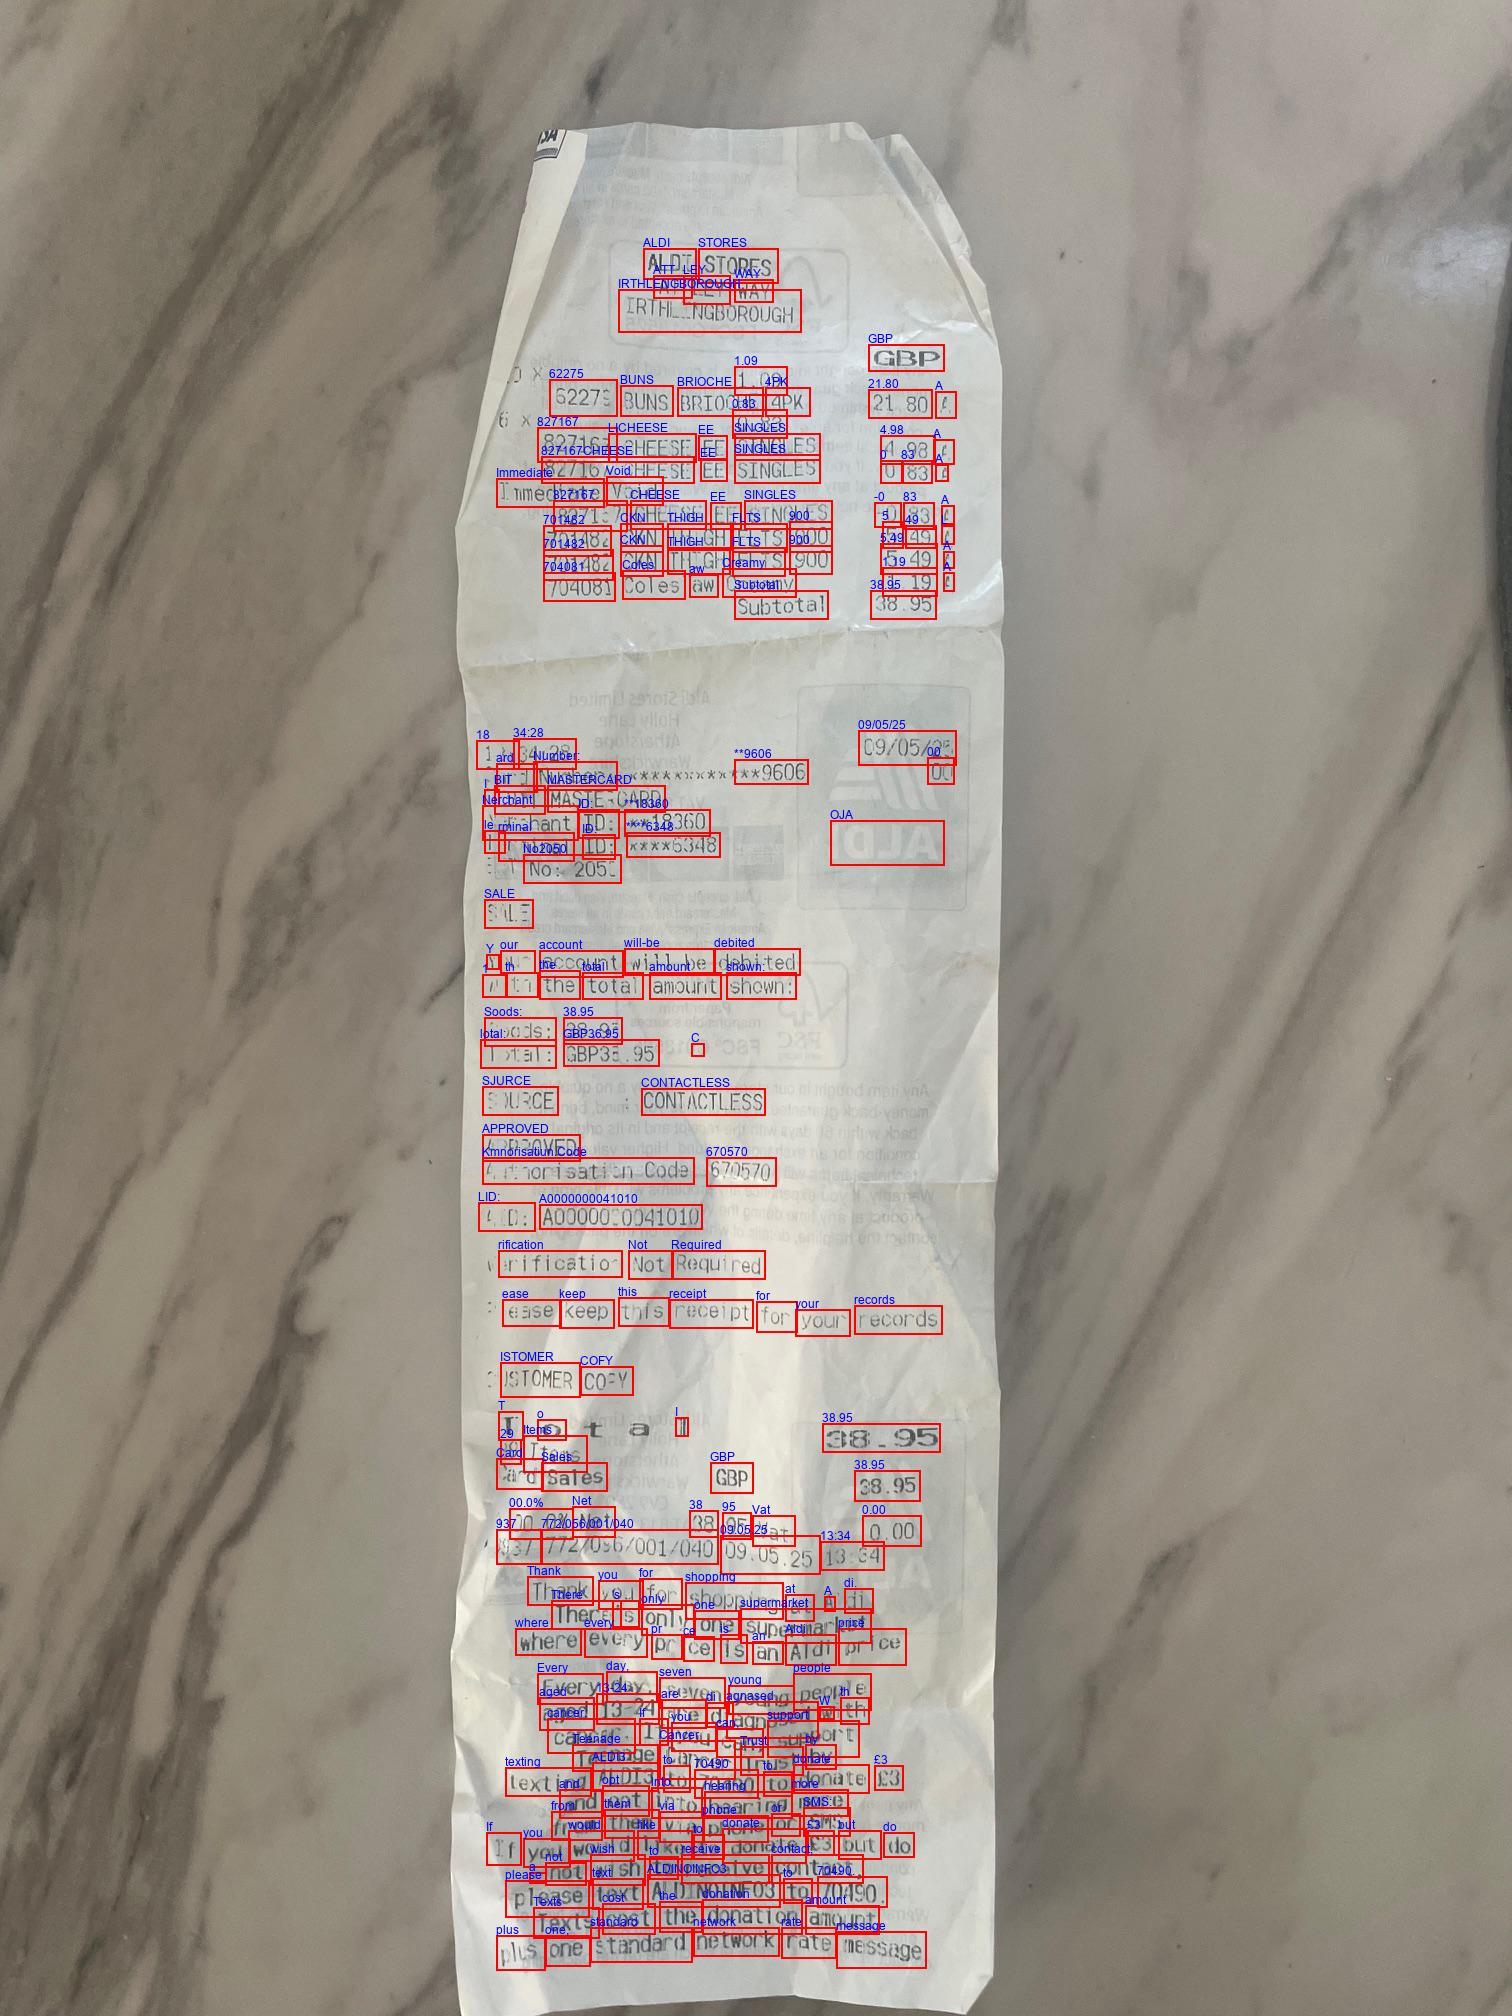 ALDI STORES
ATTLEY WAY
IRTHLINGBOROUGH
GBP
x 1.09
62275 BUNS BRIOCHE 4PK 21.80 A
6 x 0.83
827167 CHEESE EE SINGLES 4.98 A
827167 CHEESE EE SINGLES 0.83 A
Immediate Void
827167 CHEESE EE SINGLES -0.83 A
701482 CKN THIGH FLTS 900 5.49 A
701482 CKN THIGH FLTS 900 5.49 A
704081 Coleslaw Creamy 1.19 A
Subtotal 38.95
34:28 09/05/25
Card Number: ************9606 00
DEBIT MASTERCARD
Merchant ID: **18360
Terminal ID: ****6348
No: 2050
SALE
Your account will be debited
with the total amount shown:
Goods: 38.95
Total: GBP38.95
SOURCE : CONTACTLESS
APPROVED
Authorisation Code 670570
AID: A0000000041010
Verification Not Required
Please keep this receipt for your records
CUSTOMER COPY
Total 38.95
29 Items
Card Sales GBP 38.95
00.0% Net 38.95 Vat 0.00
772/096/001/040 09.05.25 13:34
Thank you for shopping at Aldi.
There is only one supermarket
where every price is an Aldi price
Every day, seven young people
aged 13-24 are diagnosed with
cancer. If you can, support
Teenage Cancer Trust by
texting ALDI3 to 70490 to donate £3
and opt into hearing more
from them via phone or SMS.
If you would like to donate £3 but do
not wish to receive contact,
please text ALDINOINFO3 to 70490.
Texts cost the donation amount
plus one standard network rate message